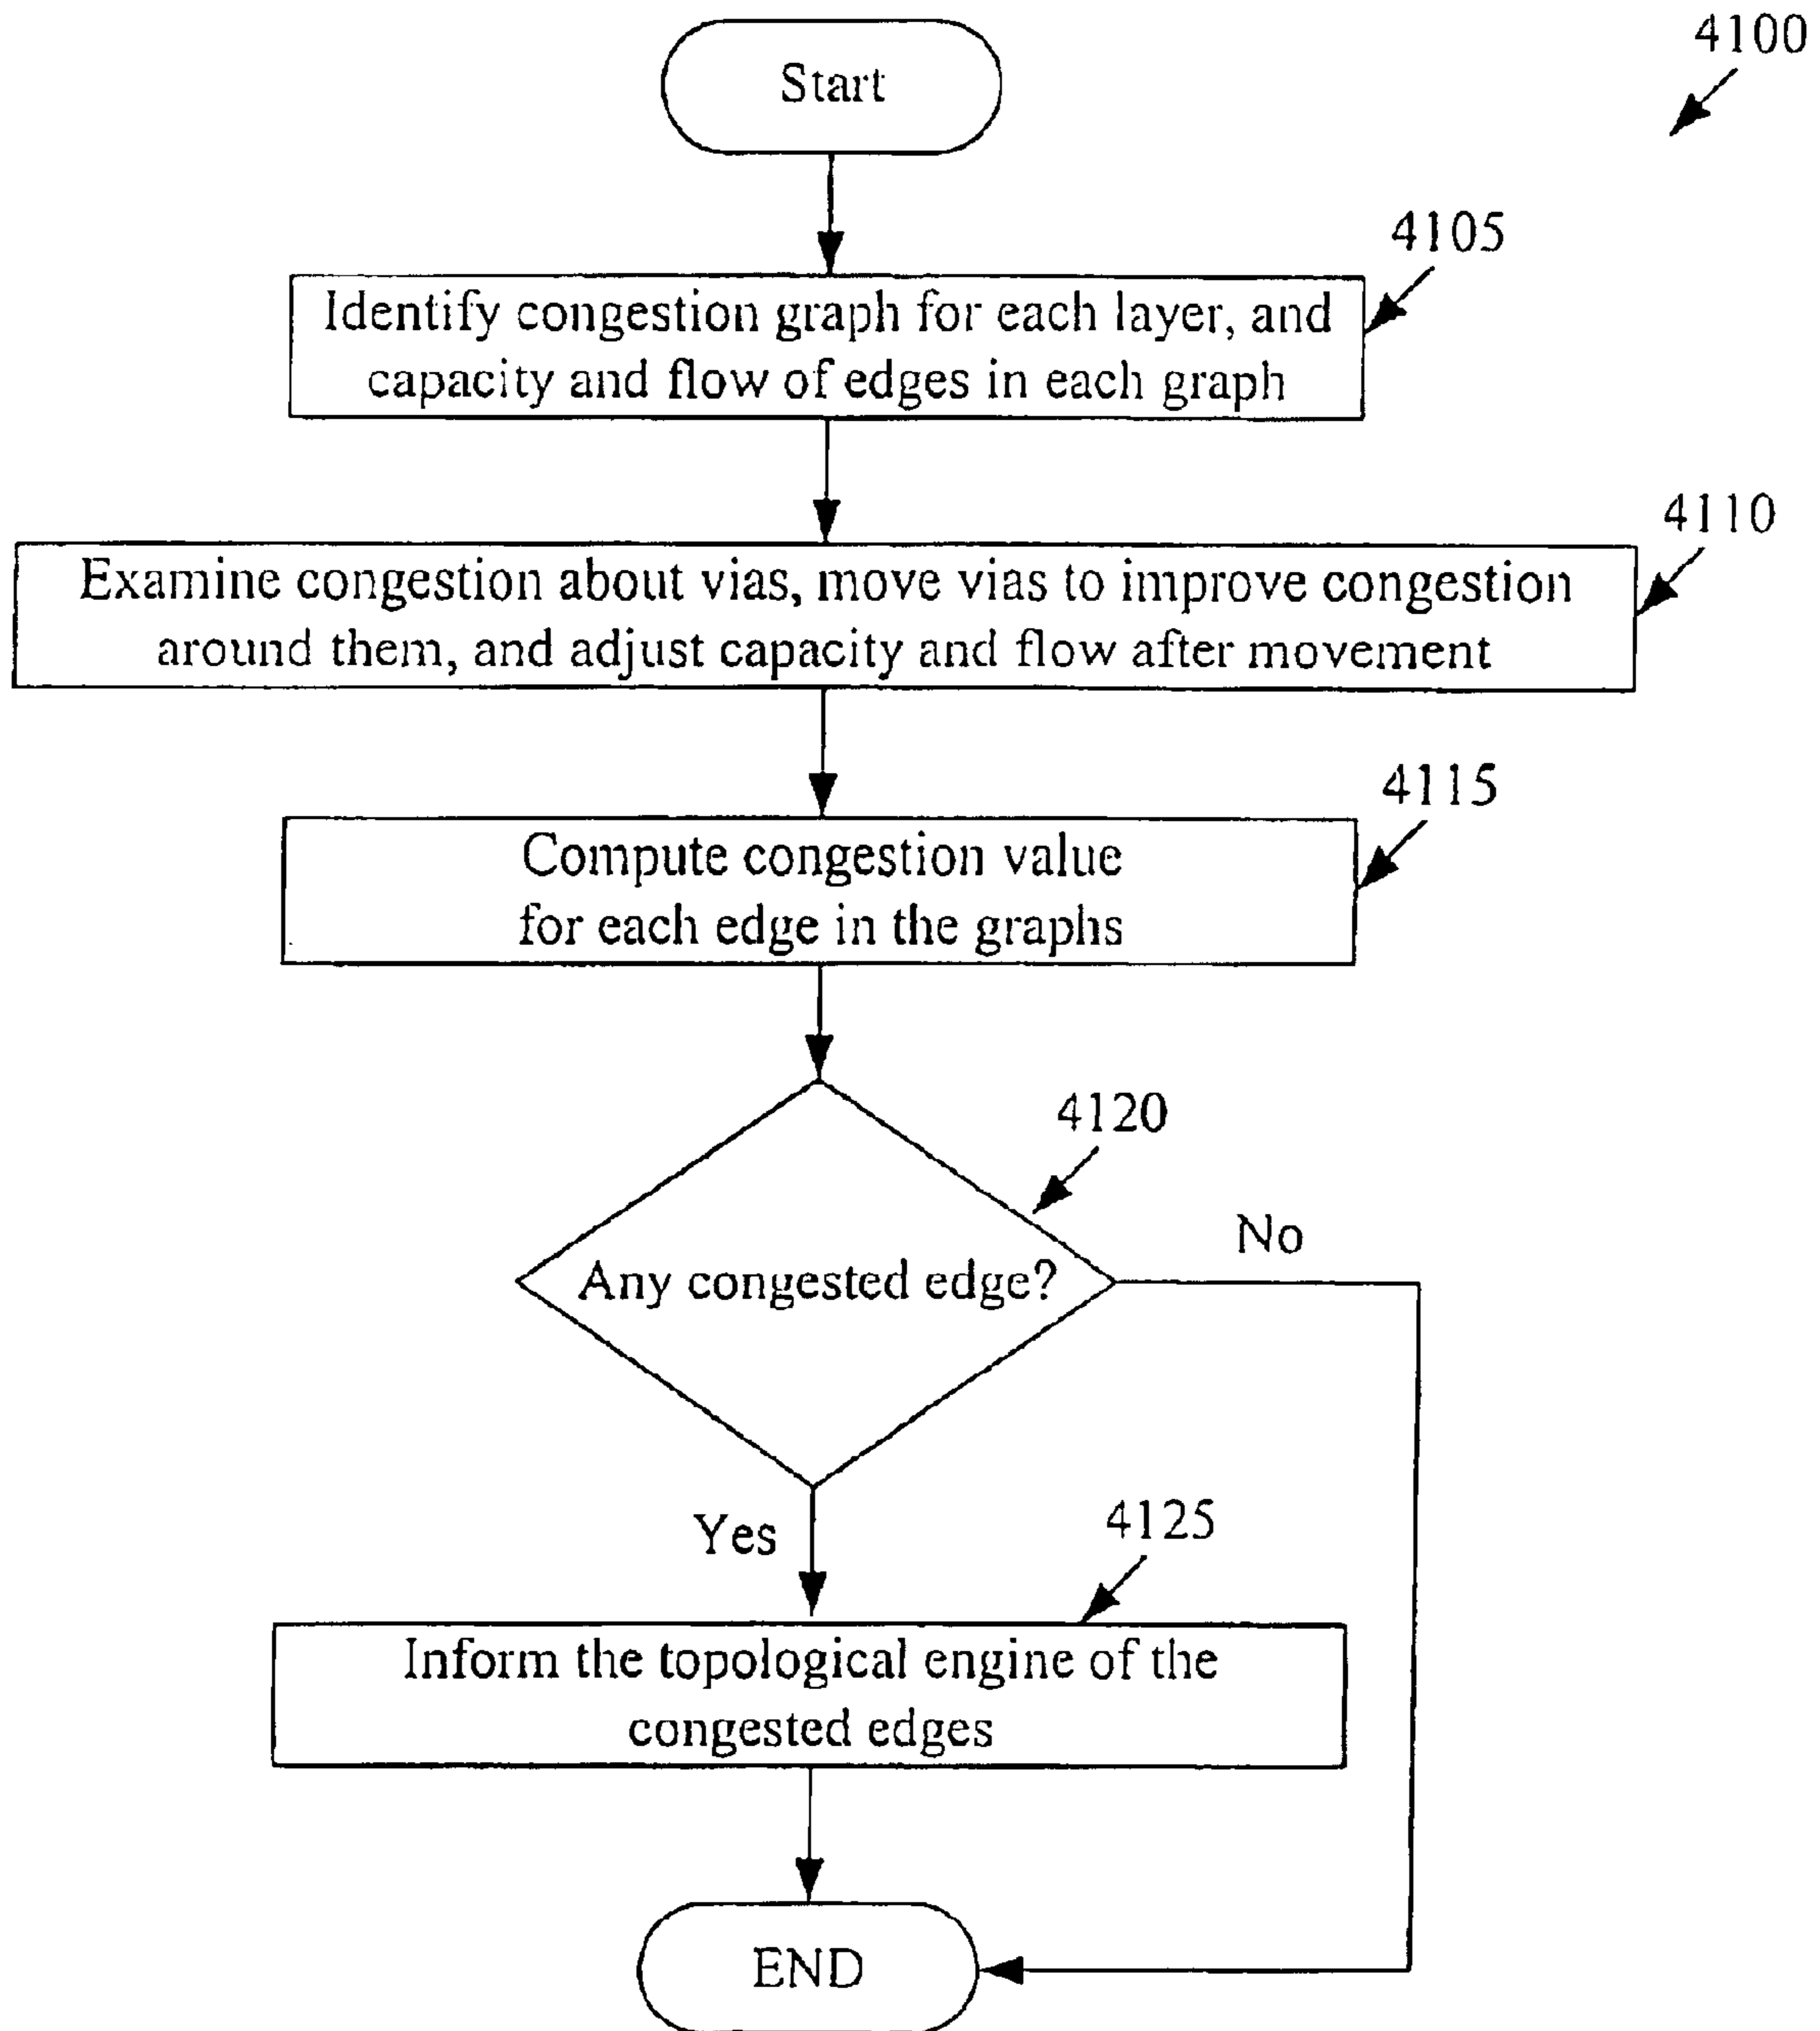 4100
Start
4105
Identify congestion graph for each layer, and
capacity and flow of edges in each graph
4110
Examine congestion about vias, move vias to improve congestion
around them, and adjust capacity and flow after movement
4115
Compute congestion value
for each edge in the graphs
4120
No
Any congested edge?
Yes
4125
Inform the topological engine of the
congested edges
END